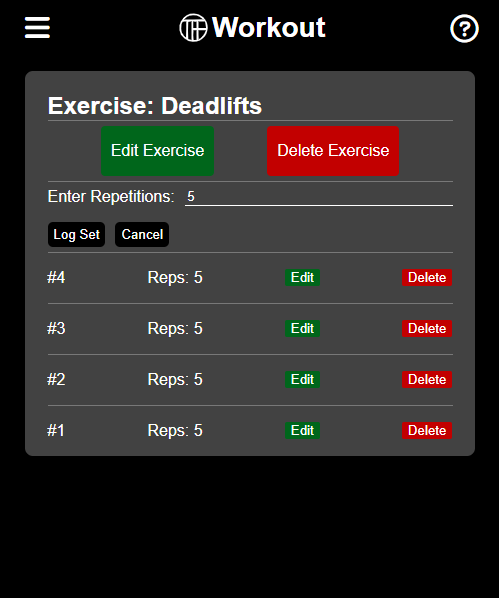 TFF Workout ?
Exercise: Deadlifts
Edit Exercise Delete Exercise
Enter Repetitions: 5
Log Set Cancel
#4 Reps: 5 Edit Delete
#3 Reps: 5 Edit Delete
#2 Reps: 5 Edit Delete
#1 Reps: 5 Edit Delete